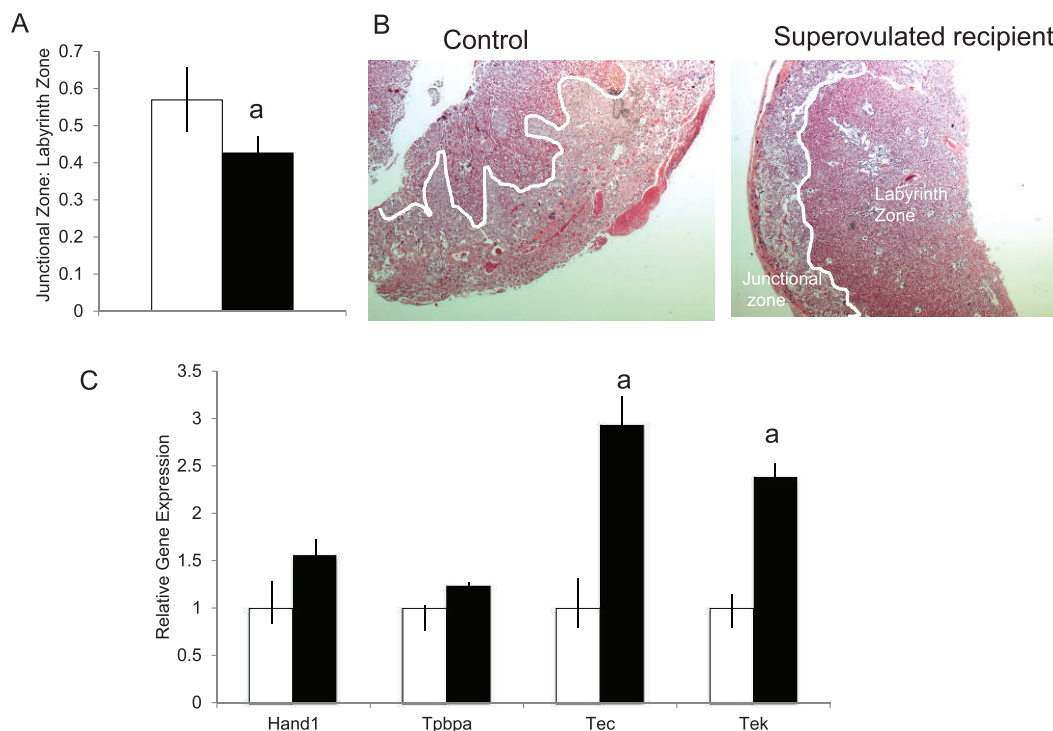 A
Junctional Zone: Labyrinth Zone
0.7
0.6
0.5
0.4
0.3
0.2
0.1
0
a
B
Control
Superovulated recipient
Labyrinth
Zone
Junctional
zone
C
Relative Gene Expression
3.5
3
2.5
2
1.5
1
0.5
0
a
a
Hand1 Tpbpa Tec Tek